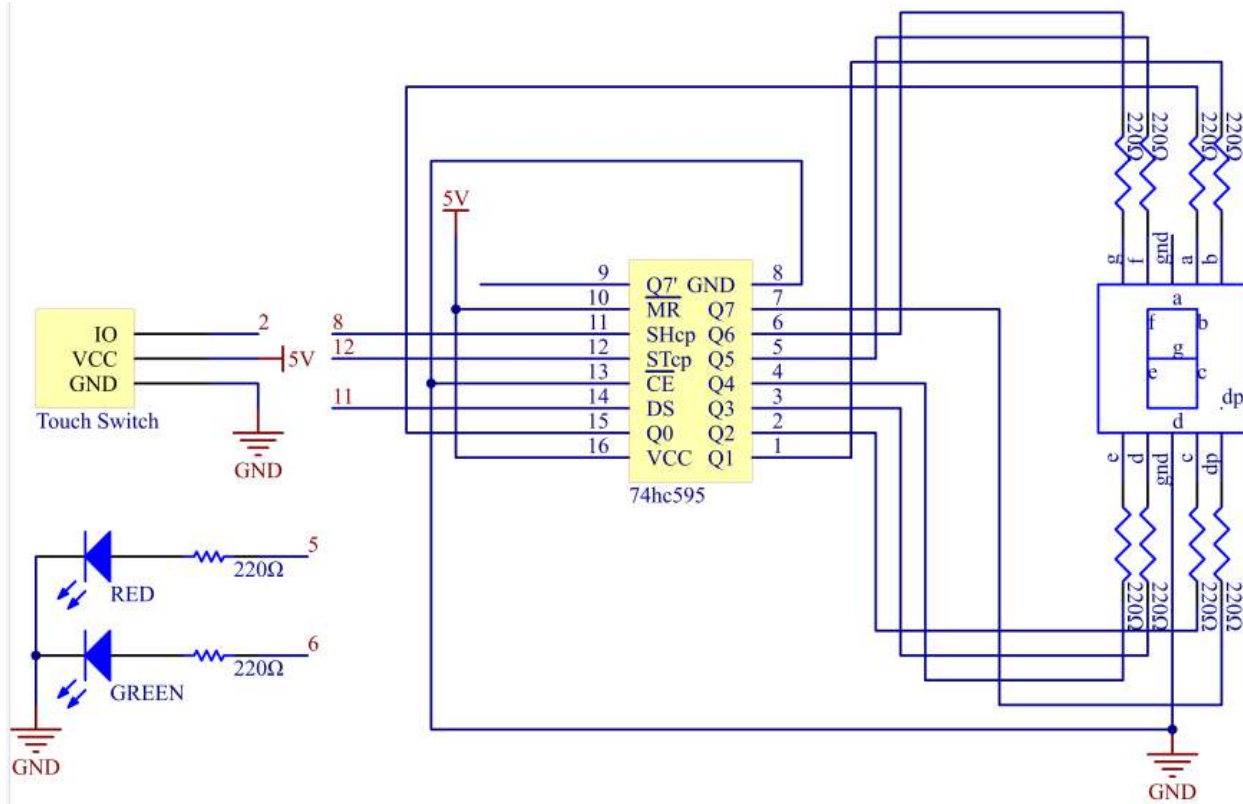 220Ω 220Ω 220Ω 220Ω
g f gnd a b
a
f b
g
e c
dp
d
e d gnd c dp
220Ω 220Ω 220Ω 220Ω
GND
5V
9 Q7' GND 8
10 MR Q7 7
11 SHcp Q6 6
12 STcp Q5 5
13 CE Q4 4
14 DS Q3 3
15 Q0 Q2 2
16 VCC Q1 1
74hc595
8
12
11
IO 2
VCC 5V
GND
Touch Switch
GND
5
220Ω
RED
6
220Ω
GREEN
GND